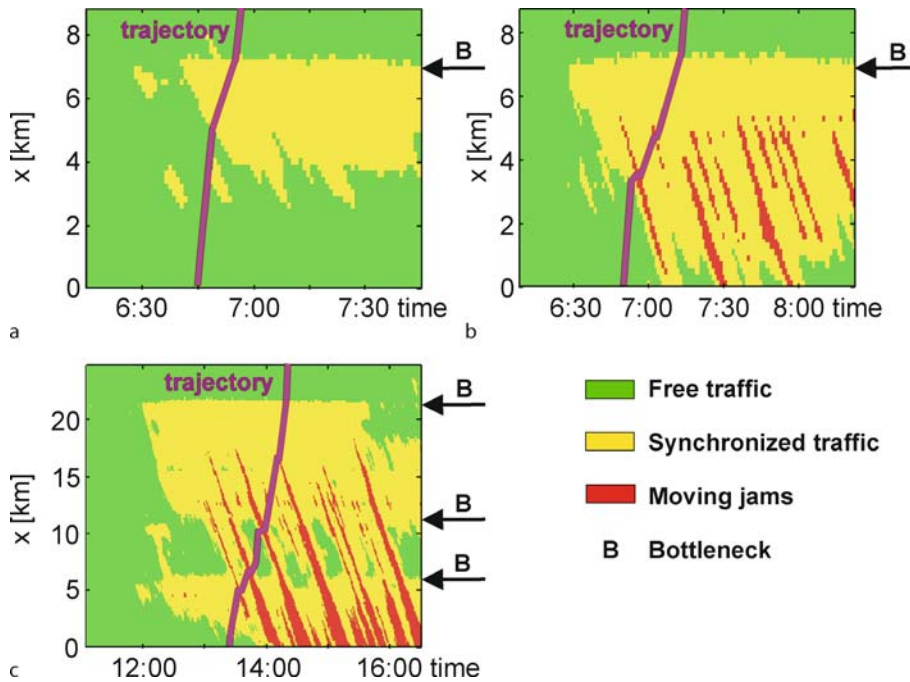 trajectory
B
8
6
4
2
0
x [km]
6:30 7:00 7:30 time
a
trajectory
B
8
6
4
2
0
x [km]
6:30 7:00 7:30 8:00 time
b
trajectory
B
B
B
20
15
10
5
0
x [km]
12:00 14:00 16:00 time
c
Free traffic
Synchronized traffic
Moving jams
B Bottleneck